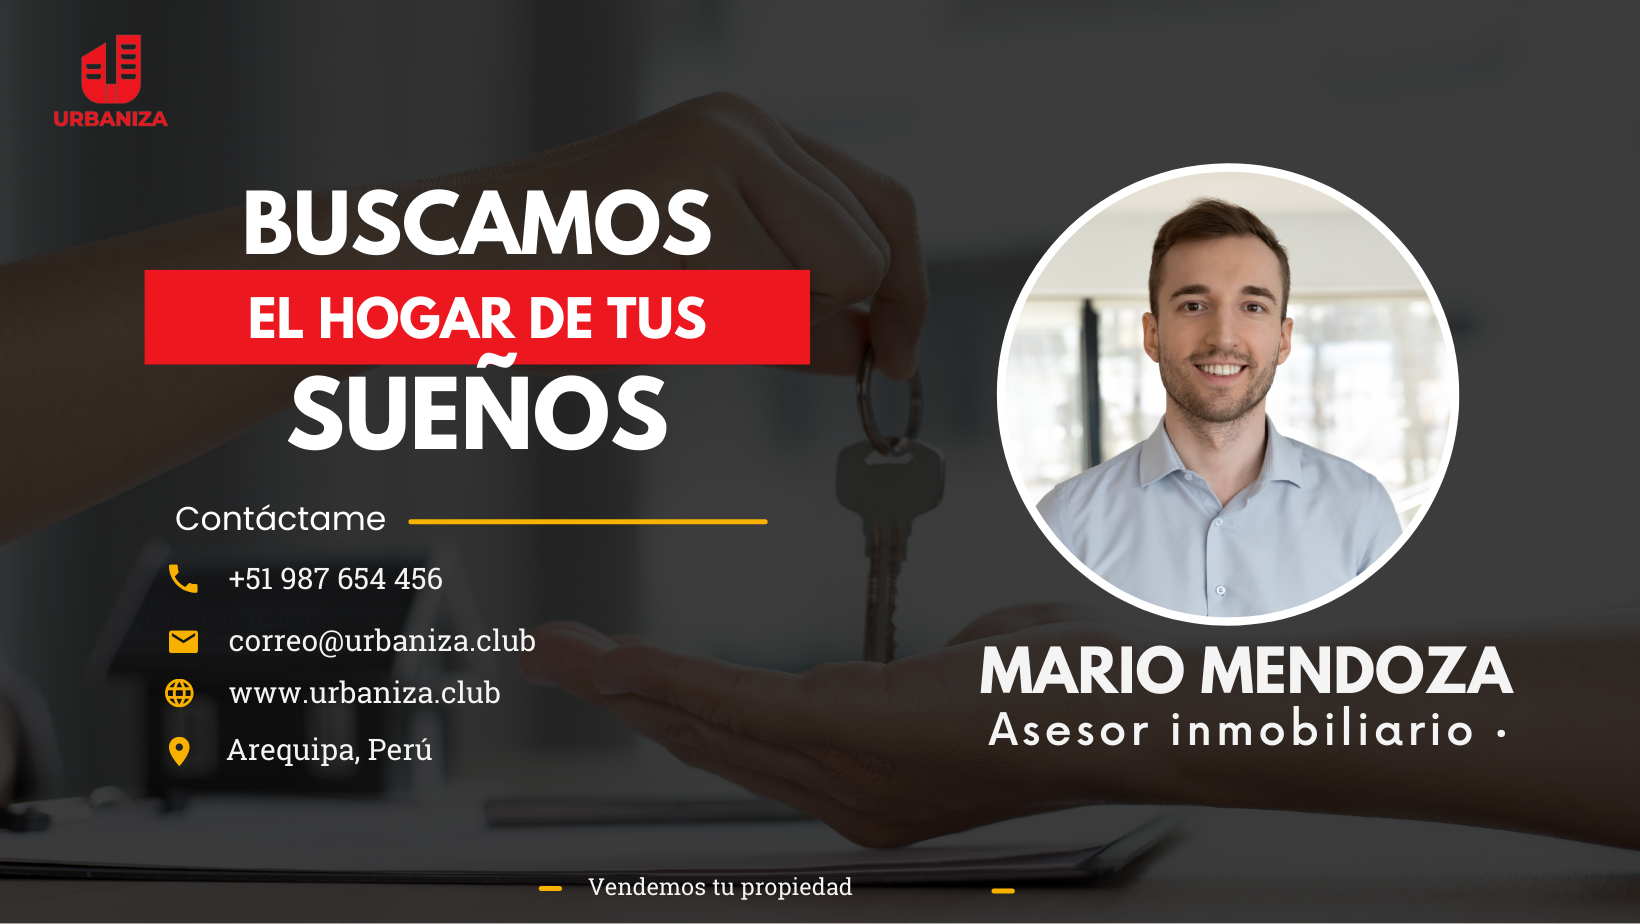 URBANIZA
BUSCAMOS
EL HOGAR DE TUS
SUEÑOS
Contáctame
+51 987 654 456
correo@urbaniza.club
www.urbaniza.club
Arequipa, Perú
MARIO MENDOZA
Asesor inmobiliario ·
Vendemos tu propiedad